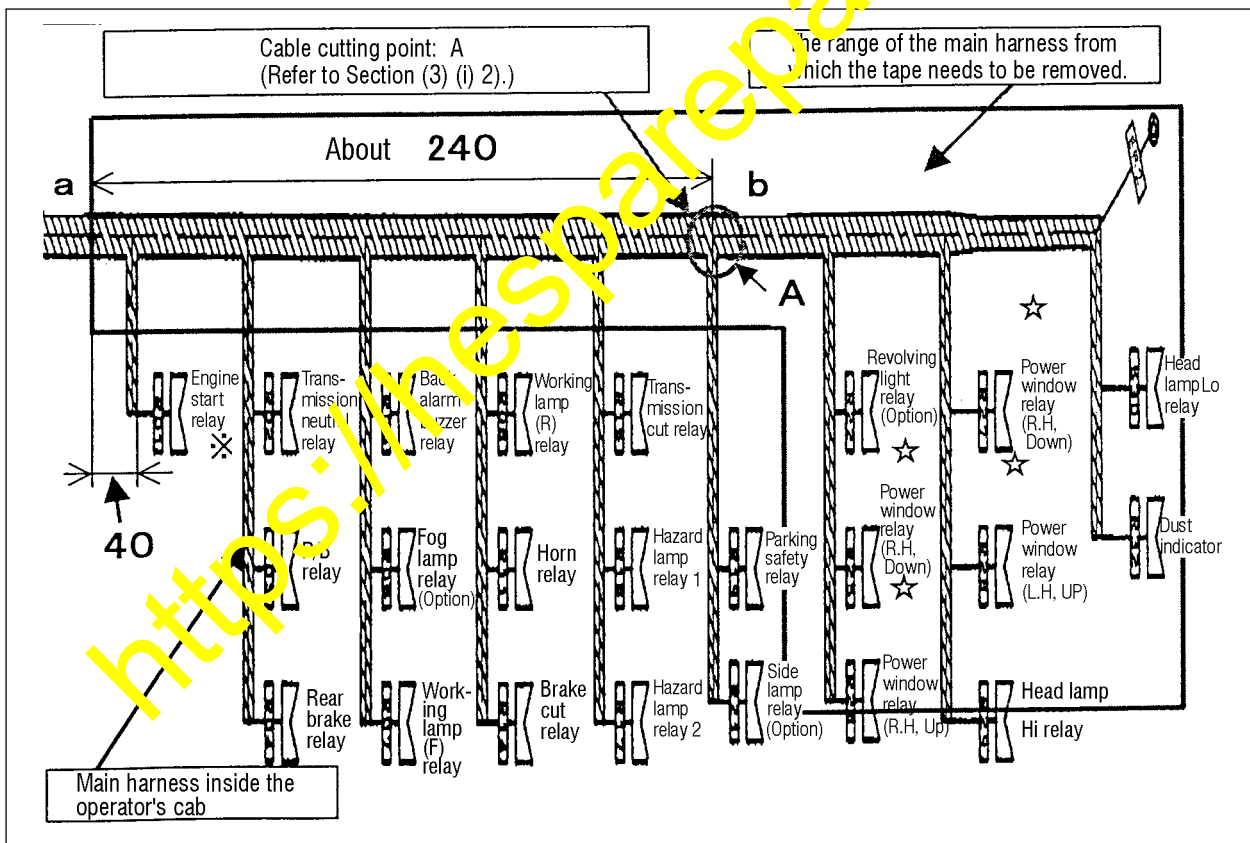 Cable cutting point: A
(Refer to Section (3) (i) 2).)
The range of the main harness from
which the tape needs to be removed.
About 240
a
b
A
40
Engine
start
relay
※
Trans-
mission
neutral
relay
Back
alarm
buzzer
relay
Working
lamp
(R)
relay
Trans-
mission
cut relay
Revolving
light
relay
(Option)
☆
Power
window
relay
(R.H,
Down)
☆
☆
Head
lamp Lo
relay
relay
Fog
lamp
relay
(Option)
Horn
relay
Hazard
lamp
relay 1
Parking
safety
relay
Power
window
relay
(R.H,
Down)
☆
Power
window
relay
(L.H, UP)
Dust
indicator
Rear
brake
relay
Work-
ing
lamp
(F)
relay
Brake
cut
relay
Hazard
lamp
relay 2
Side
lamp
relay
(Option)
Power
window
relay
(R.H, Up)
Head lamp
Hi relay
Main harness inside the
operator's cab